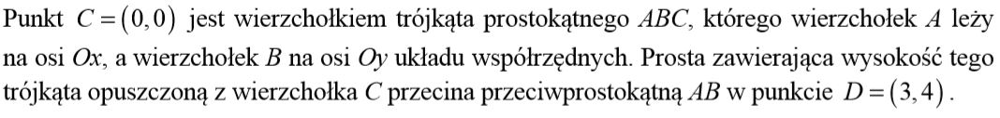 Punkt C = (0,0) jest wierzchołkiem trójkąta prostokątnego ABC, którego wierzchołek A leży
na osi Ox, a wierzchołek B na osi Oy układu współrzędnych. Prosta zawierająca wysokość tego
trójkąta opuszczoną z wierzchołka C przecina przeciwprostokątną AB w punkcie D = (3,4) .